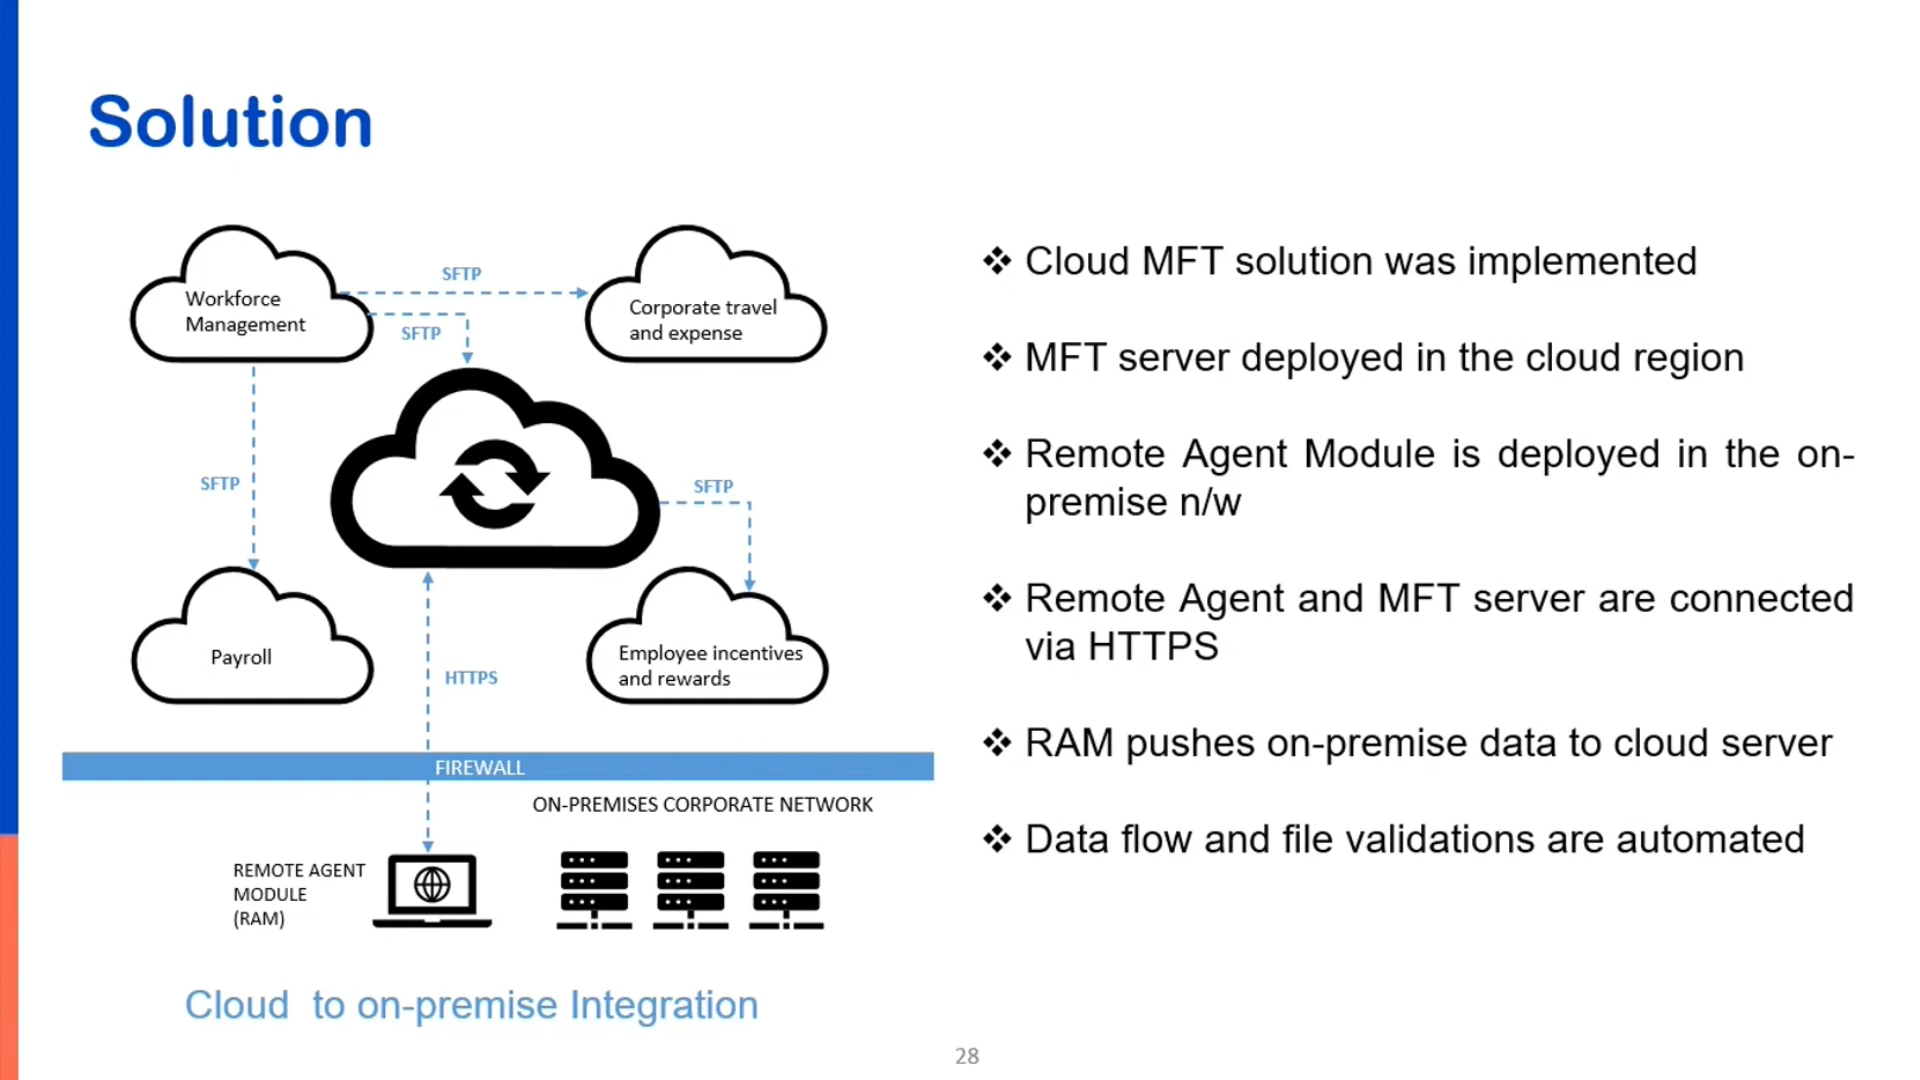 Solution
SFTP
Workforce
Management
Corporate travel
and expense
SFTP
SFTP
SFTP
Payroll
Employee incentives
and rewards
HTTPS
FIREWALL
ON-PREMISES CORPORATE NETWORK
REMOTE AGENT
MODULE
(RAM)
Cloud to on-premise Integration
❖ Cloud MFT solution was implemented
❖ MFT server deployed in the cloud region
❖ Remote Agent Module is deployed in the on-
premise n/w
❖ Remote Agent and MFT server are connected
via HTTPS
❖ RAM pushes on-premise data to cloud server
❖ Data flow and file validations are automated
28